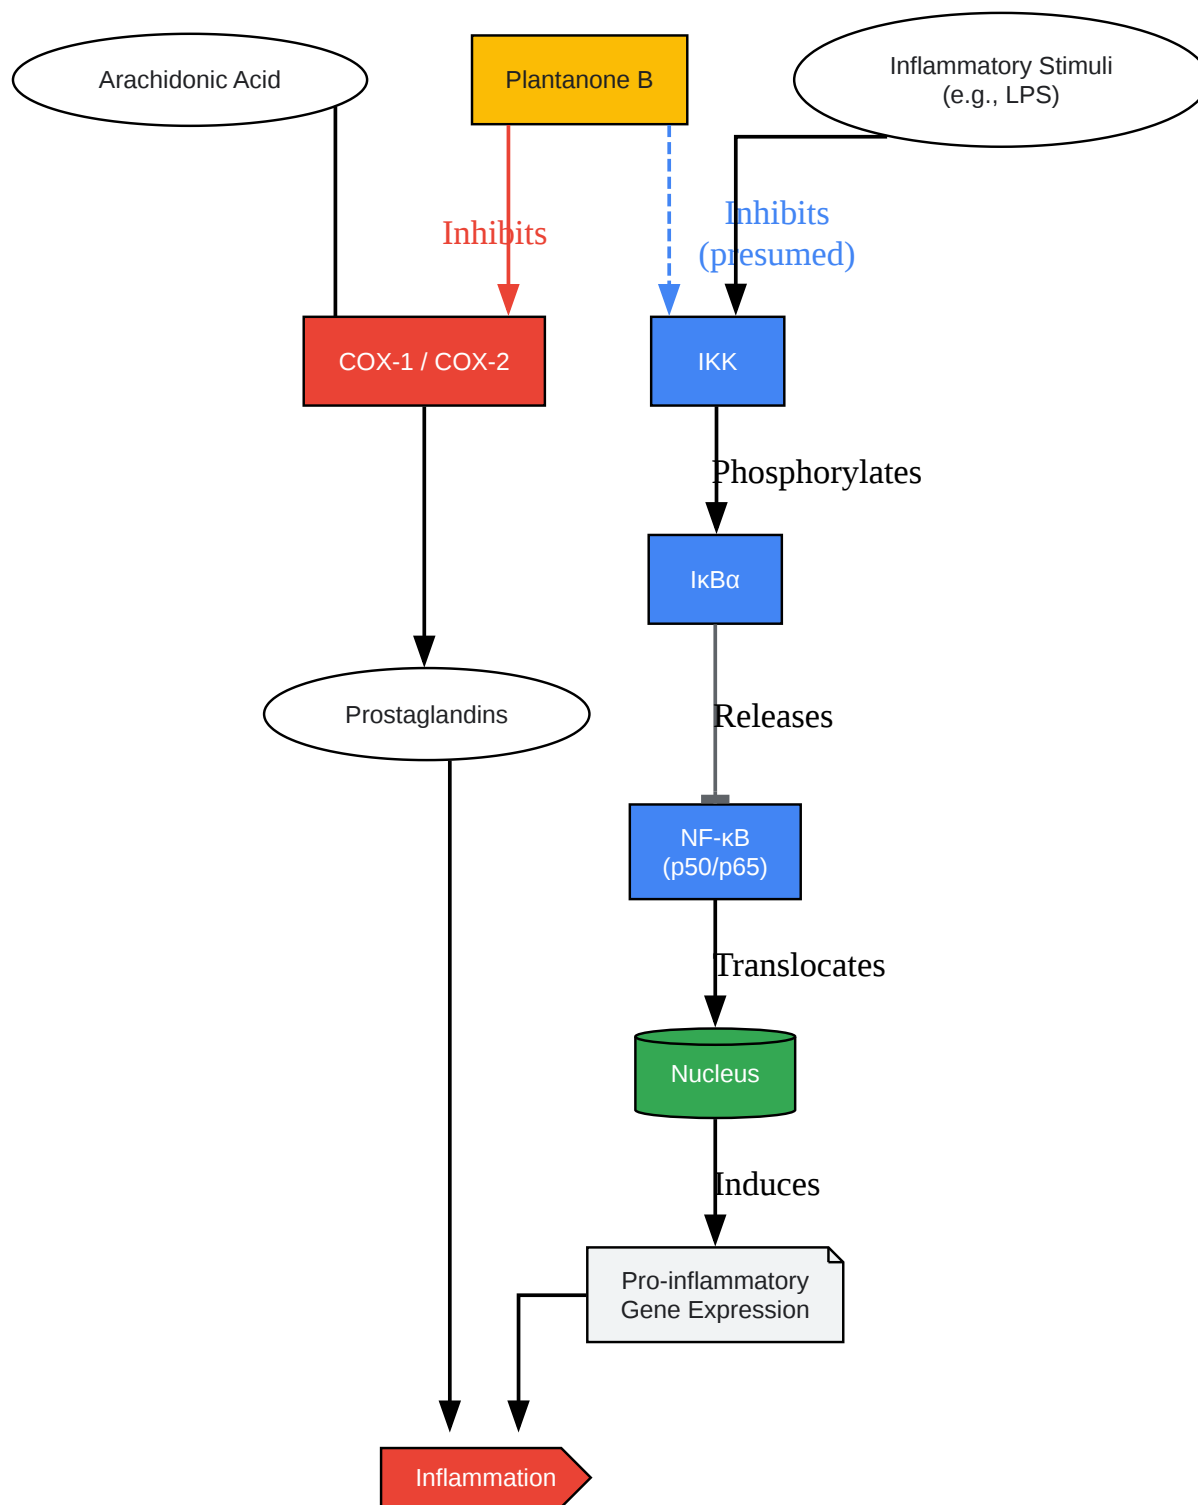 Arachidonic Acid
Plantanone B
Inflammatory Stimuli
(e.g., LPS)
Inhibits
Inhibits
(presumed)
COX-1 / COX-2
IKK
Phosphorylates
IκBα
Releases
Prostaglandins
NF-κB
(p50/p65)
Translocates
Nucleus
Induces
Pro-inflammatory
Gene Expression
Inflammation